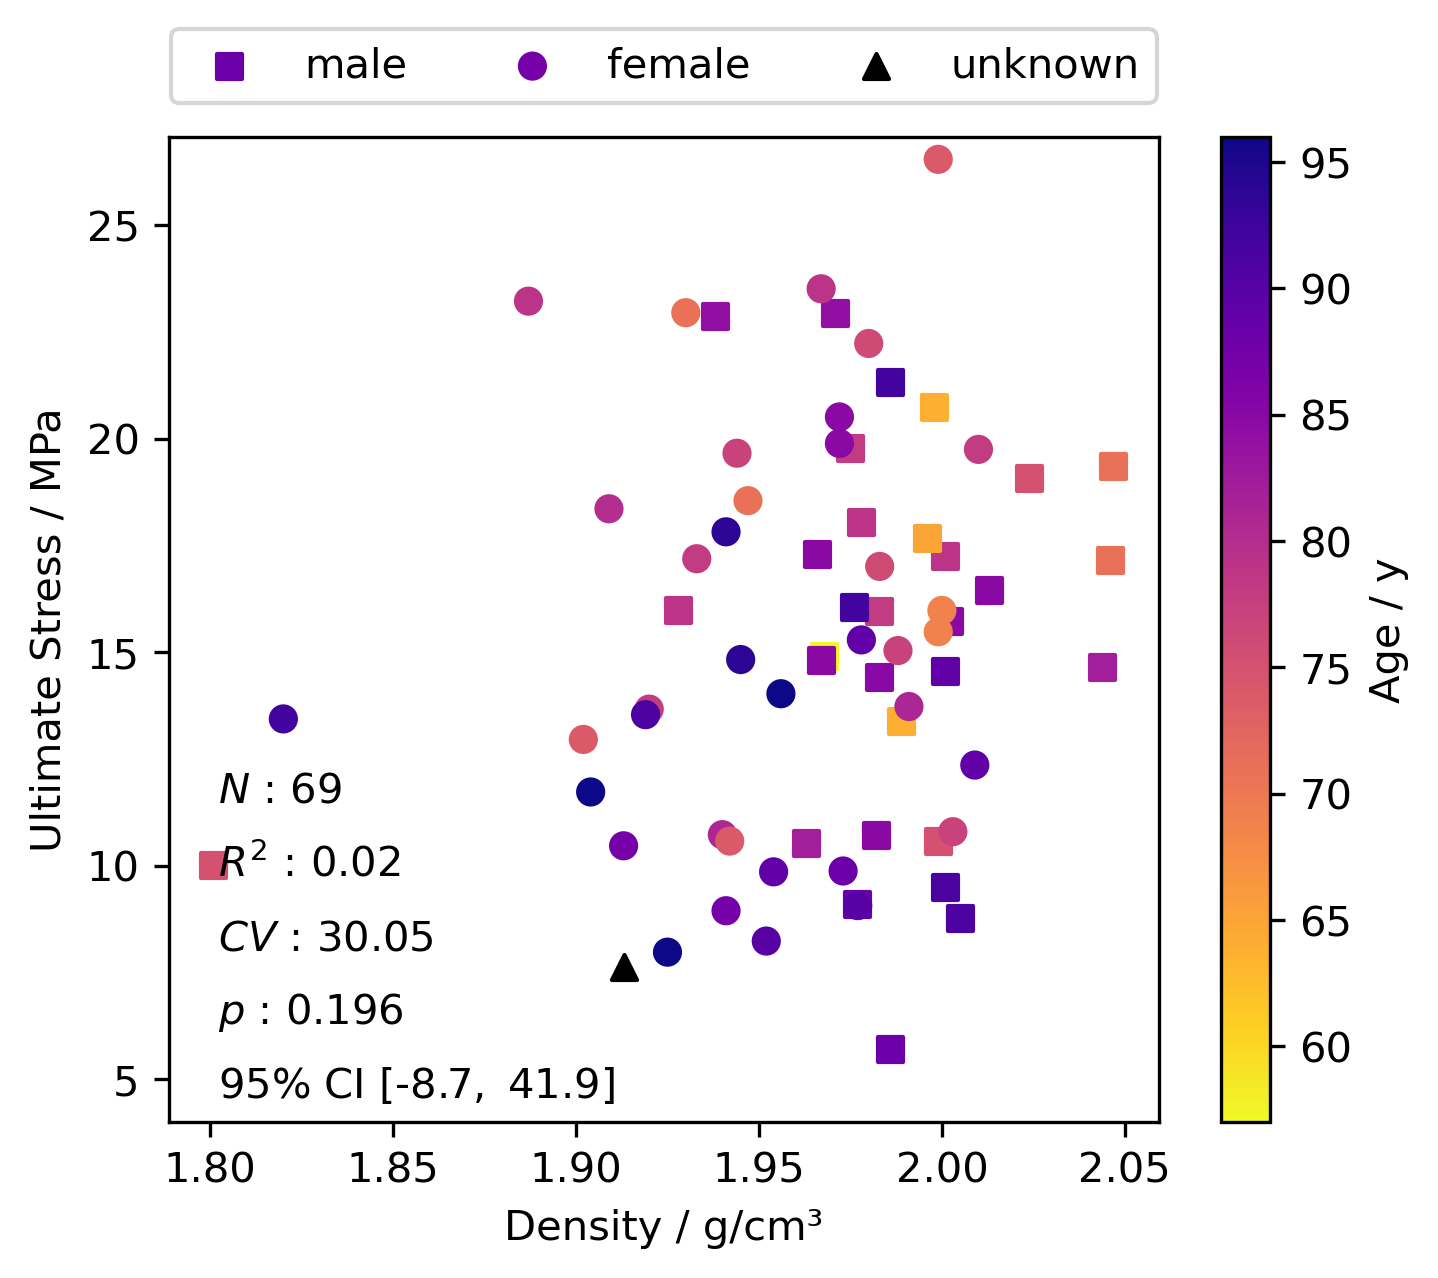 male female unknown
25
20
15
10
5
Ultimate Stress / MPa
N : 69
R² : 0.02
CV : 30.05
p : 0.196
95% CI [-8.7, 41.9]
1.80 1.85 1.90 1.95 2.00 2.05
Density / g/cm³
95
90
85
80
75
70
65
60
Age / y